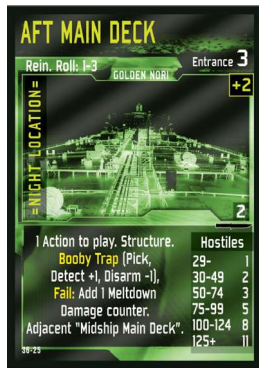 AFT MAIN DECK
Rein. Roll: 1-3
Entrance 3
GOLDEN NORI
+2
=NIGHT LOCATION=
2
1 Action to play. Structure.
Booby Trap (Pick,
Detect +1, Disarm -1),
Fail: Add 1 Meltdown
Damage counter.
Adjacent "Midship Main Deck".
Hostiles
29- 1
30-49 2
50-74 3
75-99 5
100-124 8
125+ 11
36-25